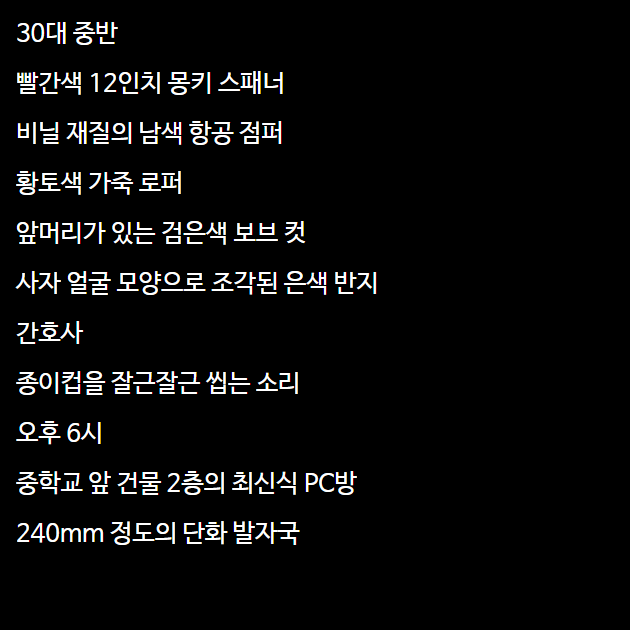 30대 중반
빨간색 12인치 몽키 스패너
비닐 재질의 남색 항공 점퍼
황토색 가죽 로퍼
앞머리가 있는 검은색 보브 컷
사자 얼굴 모양으로 조각된 은색 반지
간호사
종이컵을 잘근잘근 씹는 소리
오후 6시
중학교 앞 건물 2층의 최신식 PC방
240mm 정도의 단화 발자국